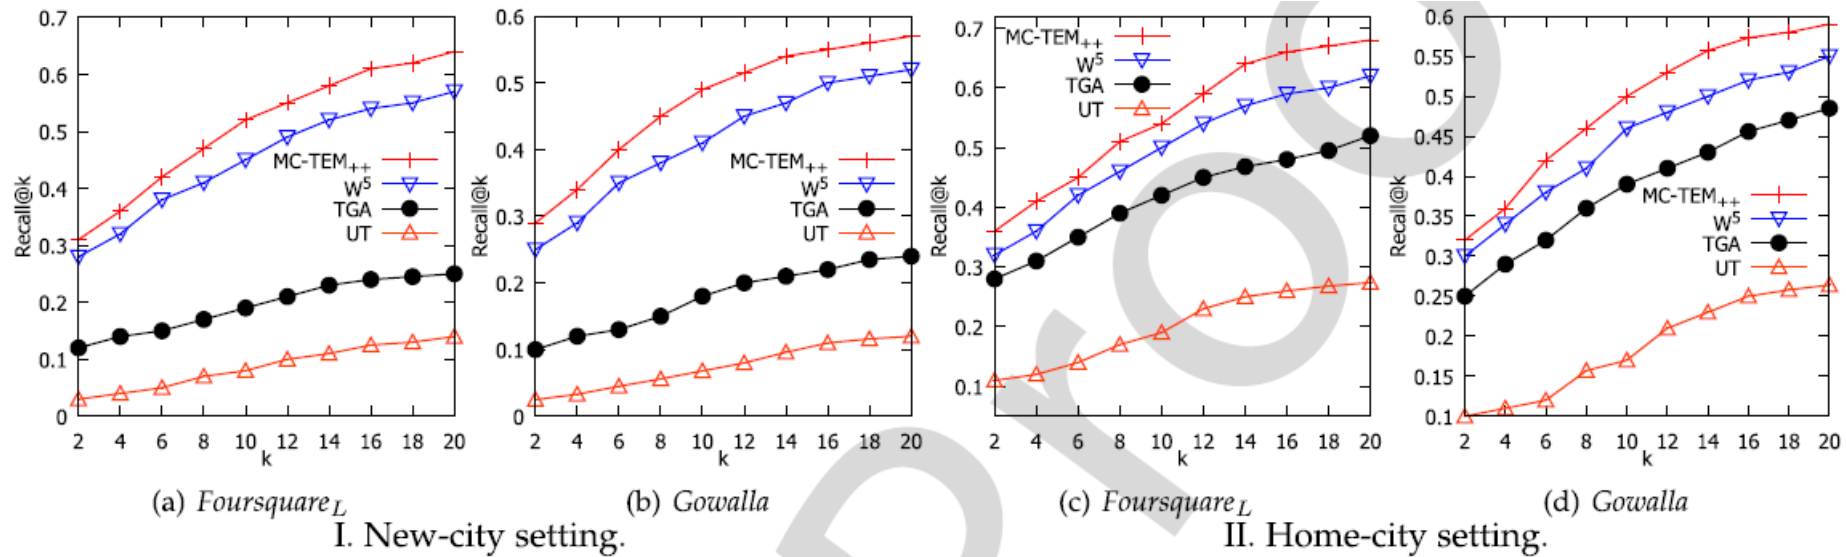 0.7
0.6
0.5
0.4
0.3
0.2
0.1
0
Recall@k
MC-TEM++
W5
TGA
UT
2 4 6 8 10 12 14 16 18 20
k
(a) FoursquareL
0.6
0.5
0.4
0.3
0.2
0.1
0
Recall@k
MC-TEM++
W5
TGA
UT
2 4 6 8 10 12 14 16 18 20
k
(b) Gowalla
I. New-city setting.
0.7
0.6
0.5
0.4
0.3
0.2
0.1
Recall@k
MC-TEM++
W5
TGA
UT
2 4 6 8 10 12 14 16 18 20
k
(c) FoursquareL
0.6
0.55
0.5
0.45
0.4
0.35
0.3
0.25
0.2
0.15
0.1
Recall@k
MC-TEM++
W5
TGA
UT
2 4 6 8 10 12 14 16 18 20
k
(d) Gowalla
II. Home-city setting.
Proo